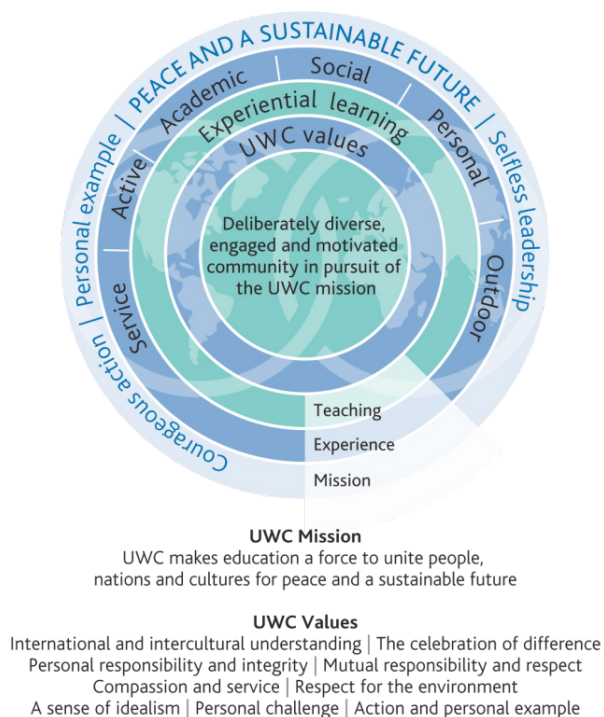 Courageous action | Personal example | PEACE AND A SUSTAINABLE FUTURE | Selfless leadership
Service | Active | Academic | Social | Personal | Outdoor
Experiential learning
UWC values
Deliberately diverse,
engaged and motivated
community in pursuit of
the UWC mission
Teaching
Experience
Mission
UWC Mission
UWC makes education a force to unite people,
nations and cultures for peace and a sustainable future
UWC Values
International and intercultural understanding | The celebration of difference
Personal responsibility and integrity | Mutual responsibility and respect
Compassion and service | Respect for the environment
A sense of idealism | Personal challenge | Action and personal example